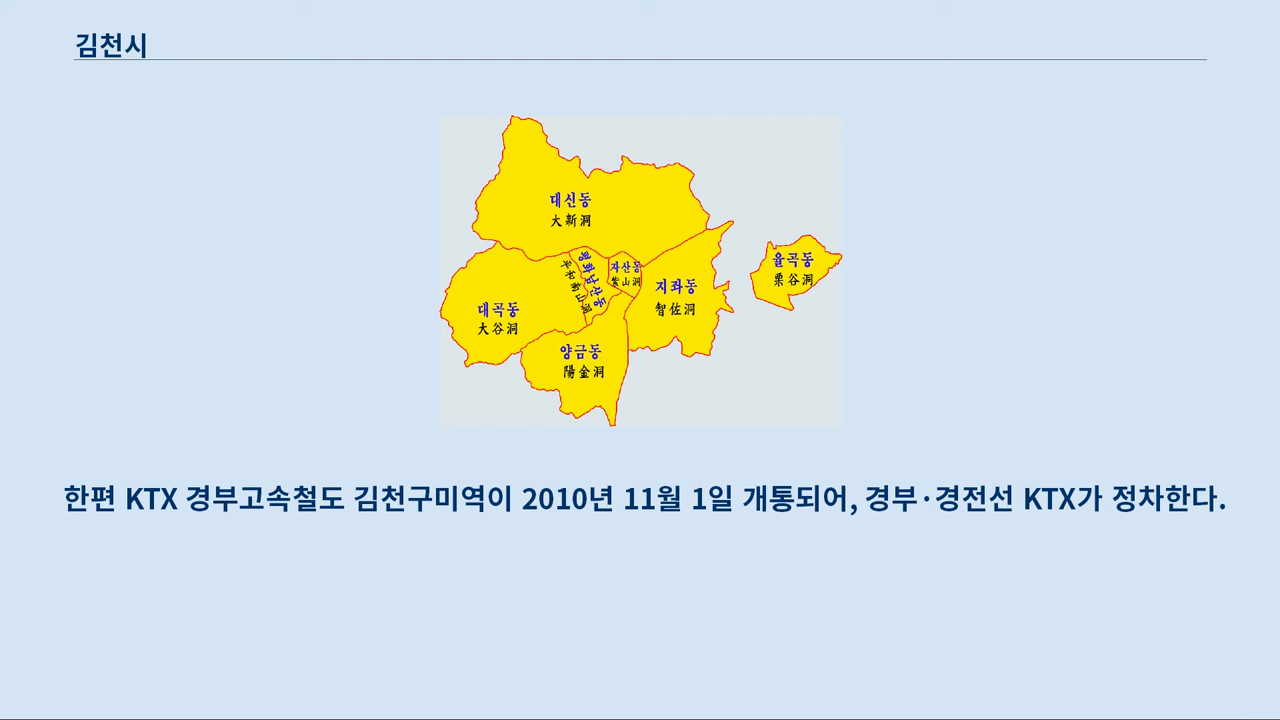 김천시
대신동
大新洞
평화남산동
平和南山洞
자산동
紫山洞
지좌동
智佐洞
율곡동
栗谷洞
대곡동
大谷洞
양금동
陽金洞
한편 KTX 경부고속철도 김천구미역이 2010년 11월 1일 개통되어, 경부·경전선 KTX가 정차한다.